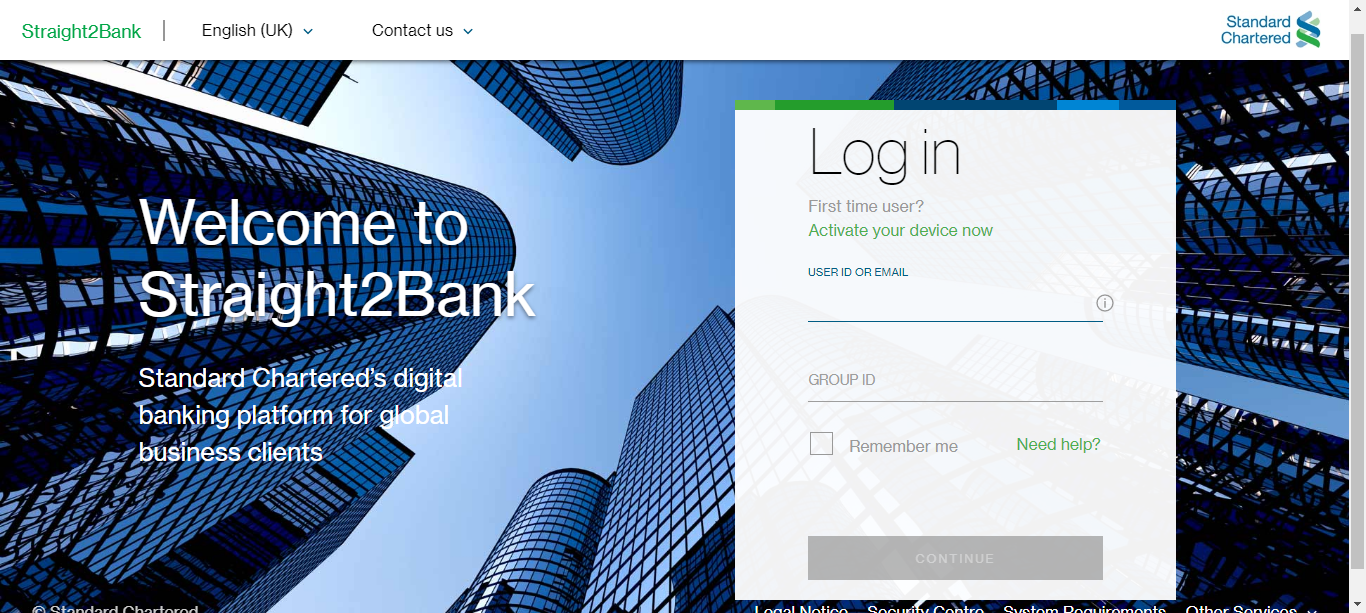 Straight2Bank
English (UK)
Contact us
Standard
Chartered
Welcome to
Straight2Bank
Standard Chartered's digital
banking platform for global
business clients
Log in
First time user?
Activate your device now
USER ID OR EMAIL
GROUP ID
Remember me
Need help?
CONTINUE
© Standard Chartered
Legal Notice
Security Centre
System Requirements
Other Services